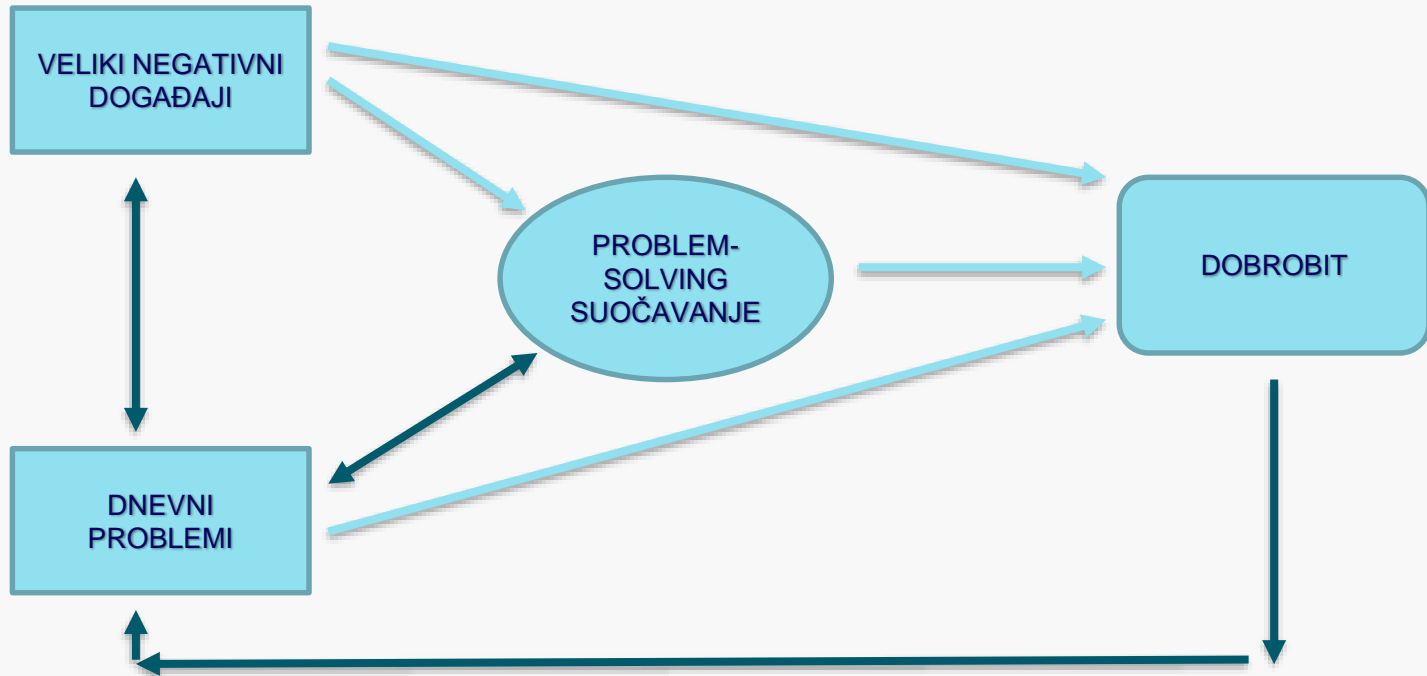 VELIKI NEGATIVNI
DOGAĐAJI
PROBLEM-
SOLVING
SUOČAVANJE
DOBROBIT
DNEVNI
PROBLEMI